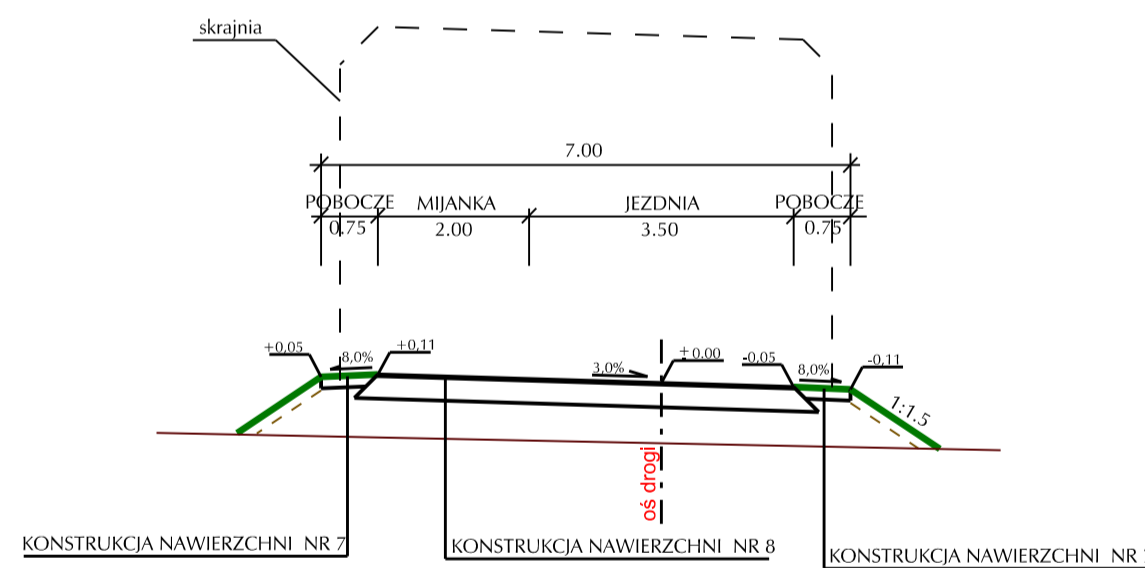 skrajnia
7.00
POBOCZE MIJANKA JEZDNIA POBOCZE
0.75 2.00 3.50 0.75
+0,05 8,0% +0,11 3,0% ±0.00 -0,05 8,0% -0,11
1:1.5
oś drogi
KONSTRUKCJA NAWIERZCHNI NR 7
KONSTRUKCJA NAWIERZCHNI NR 8
KONSTRUKCJA NAWIERZCHNI NR